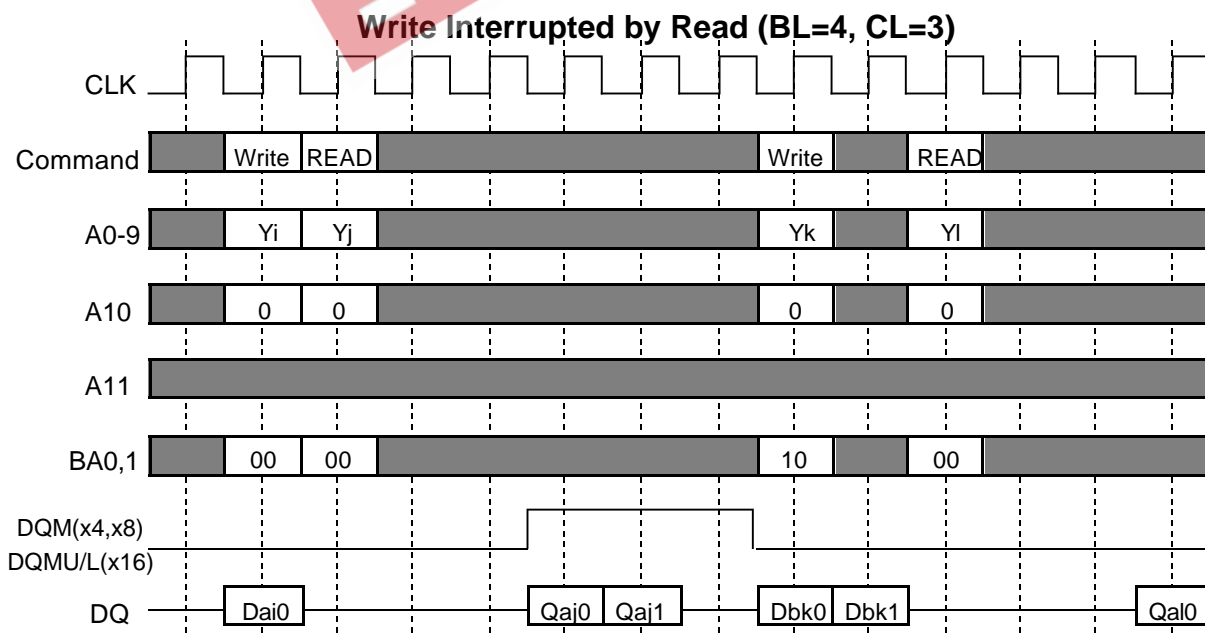 Write Interrupted by Read (BL=4, CL=3)
CLK
Command Write READ Write READ
A0-9 Yi Yj Yk Yl
A10 0 0 0 0
A11
BA0,1 00 00 10 00
DQM(x4,x8)
DQMU/L(x16)
DQ Dai0 Qaj0 Qaj1 Dbk0 Dbk1 Qal0